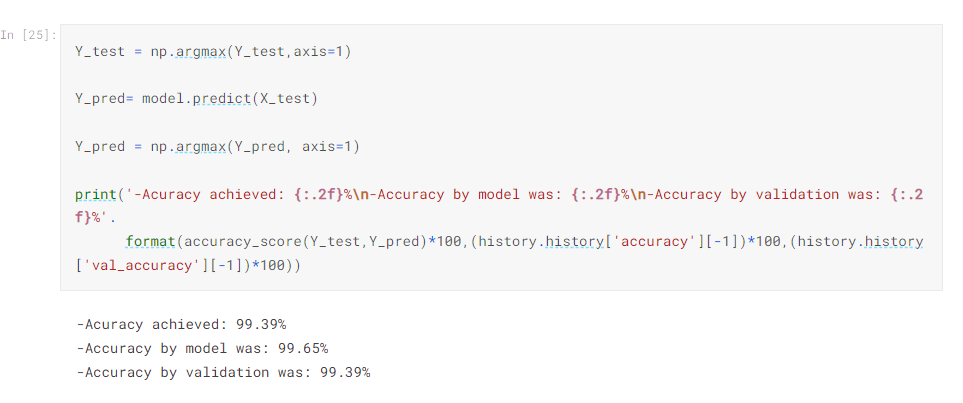 In [25]:
Y_test = np.argmax(Y_test,axis=1)
Y_pred= model.predict(X_test)
Y_pred = np.argmax(Y_pred, axis=1)
print('-Acuracy achieved: {:.2f}%\n-Accuracy by model was: {:.2f}%\n-Accuracy by validation was: {:.2
f}%'.
format(accuracy_score(Y_test,Y_pred)*100,(history.history['accuracy'][-1])*100,(history.history
['val_accuracy'][-1])*100))
-Acuracy achieved: 99.39%
-Accuracy by model was: 99.65%
-Accuracy by validation was: 99.39%